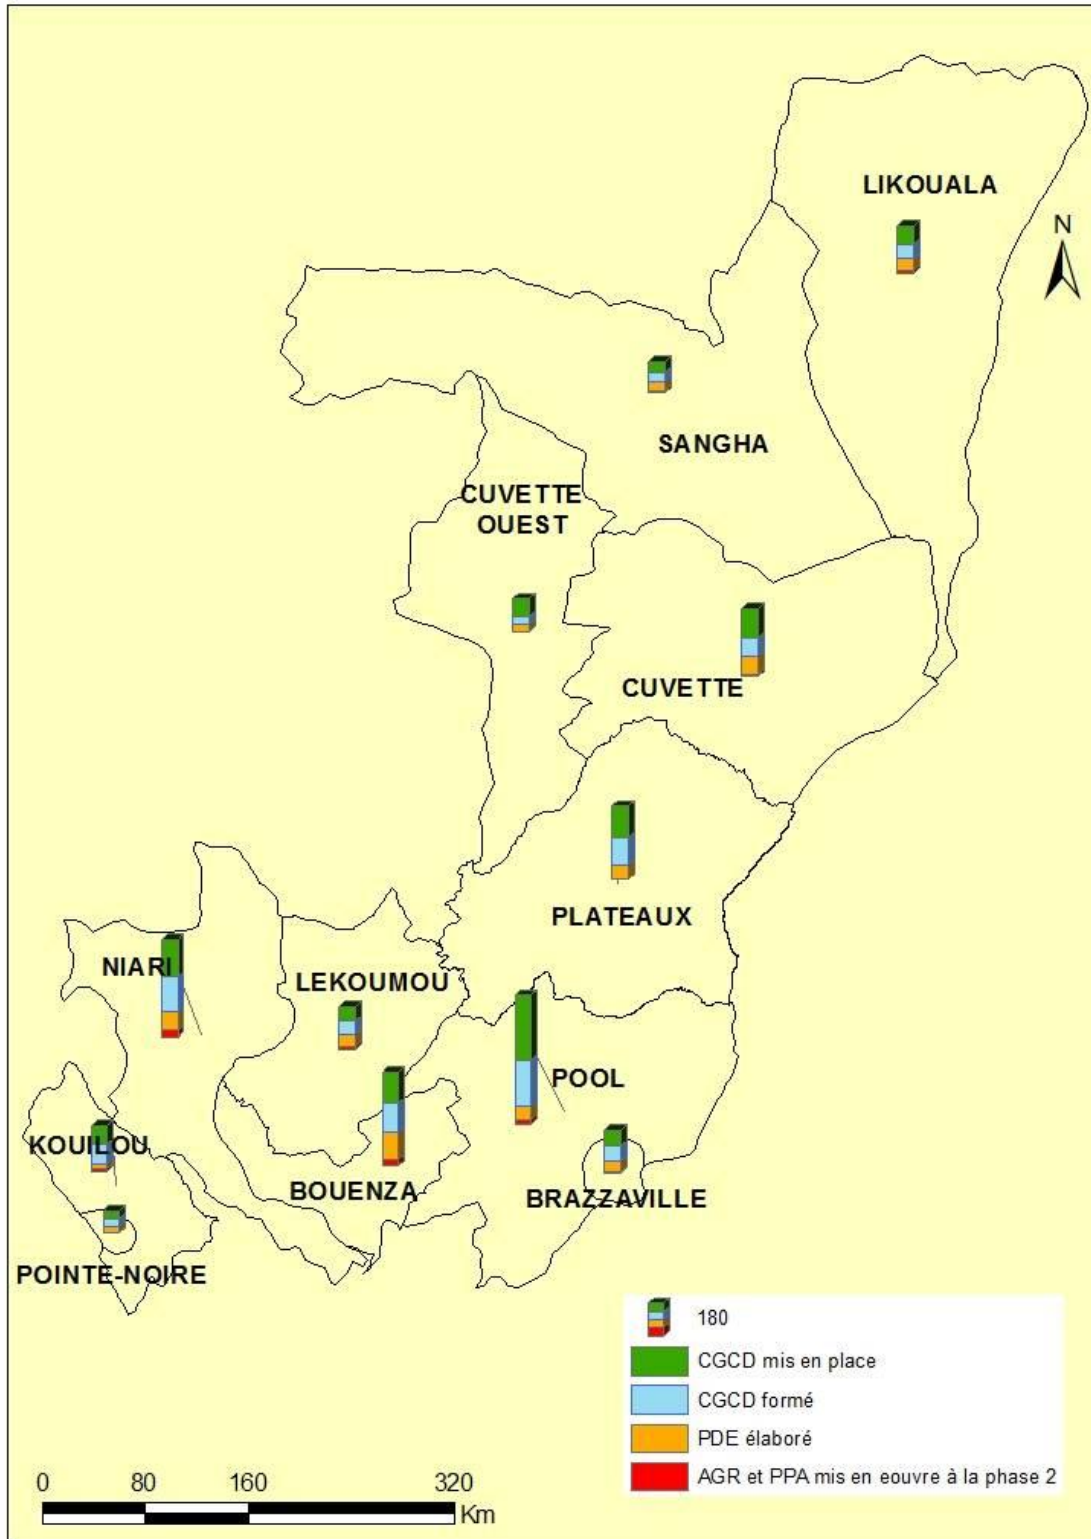 LIKOUALA
N
SANGHA
CUVETTE
OUEST
CUVETTE
PLATEAUX
NIARI
LEKOUMOU
POOL
KOUILOU
BOUENZA
BRAZZAVILLE
POINTE-NOIRE
180
CGCD mis en place
CGCD formé
PDE élaboré
AGR et PPA mis en eouvre à la phase 2
0 80 160 320
Km